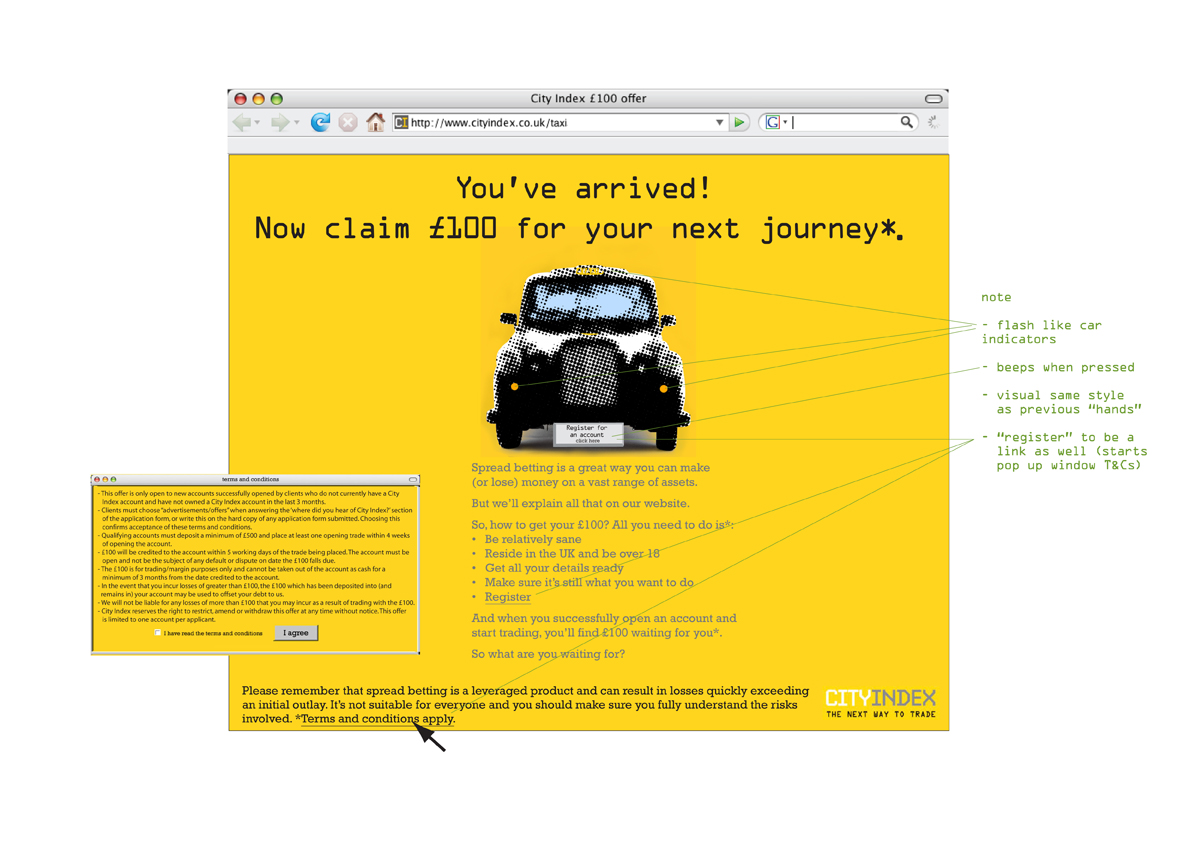 City Index £100 offer
http://www.cityindex.co.uk/taxi
You've arrived!
Now claim £100 for your next journey*.
Register for
an account
click here
Spread betting is a great way you can make
(or lose) money on a vast range of assets.
But we'll explain all that on our website.
So, how to get your £100? All you need to do is*:
• Be relatively sane
• Reside in the UK and be over 18
• Get all your details ready
• Make sure it's still what you want to do
• Register
And when you successfully open an account and
start trading, you'll find £100 waiting for you*.
So what are you waiting for?
Please remember that spread betting is a leveraged product and can result in losses quickly exceeding
an initial outlay. It's not suitable for everyone and you should make sure you fully understand the risks
involved. *Terms and conditions apply.
CITYINDEX
THE NEXT WAY TO TRADE
terms and conditions
- This offer is only open to new accounts successfully opened by clients who do not currently have a City
Index account and have not owned a City Index account in the last 3 months.
- Clients must choose "advertisements/offers" when answering the 'where did you hear of City Index?' section
of the application form, or write this on the hard copy of any application form submitted. Choosing this
confirms acceptance of these terms and conditions.
- Qualifying accounts must deposit a minimum of £500 and place at least one opening trade within 4 weeks
of opening the account.
- £100 will be credited to the account within 5 working days of the trade being placed. The account must be
open and not be the subject of any default or dispute on date the £100 falls due.
- The £100 is for trading/margin purposes only and cannot be taken out of the account as cash for a
minimum of 3 months from the date credited to the account.
- In the event that you incur losses of greater than £100, the £100 which has been deposited into (and
remains in) your account may be used to offset your debt to us.
- We will not be liable for any losses of more than £100 that you may incur as a result of trading with the £100.
- City Index reserves the right to restrict, amend or withdraw this offer at any time without notice. This offer
is limited to one account per applicant.
I have read the terms and conditions
I agree
note
- flash like car
indicators
- beeps when pressed
- visual same style
as previous "hands"
- "register" to be a
link as well (starts
pop up window T&Cs)